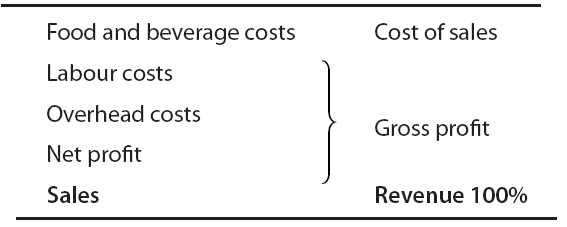 Food and beverage costs Cost of sales
Labour costs
Overhead costs
Gross profit
Net profit
Sales Revenue 100%